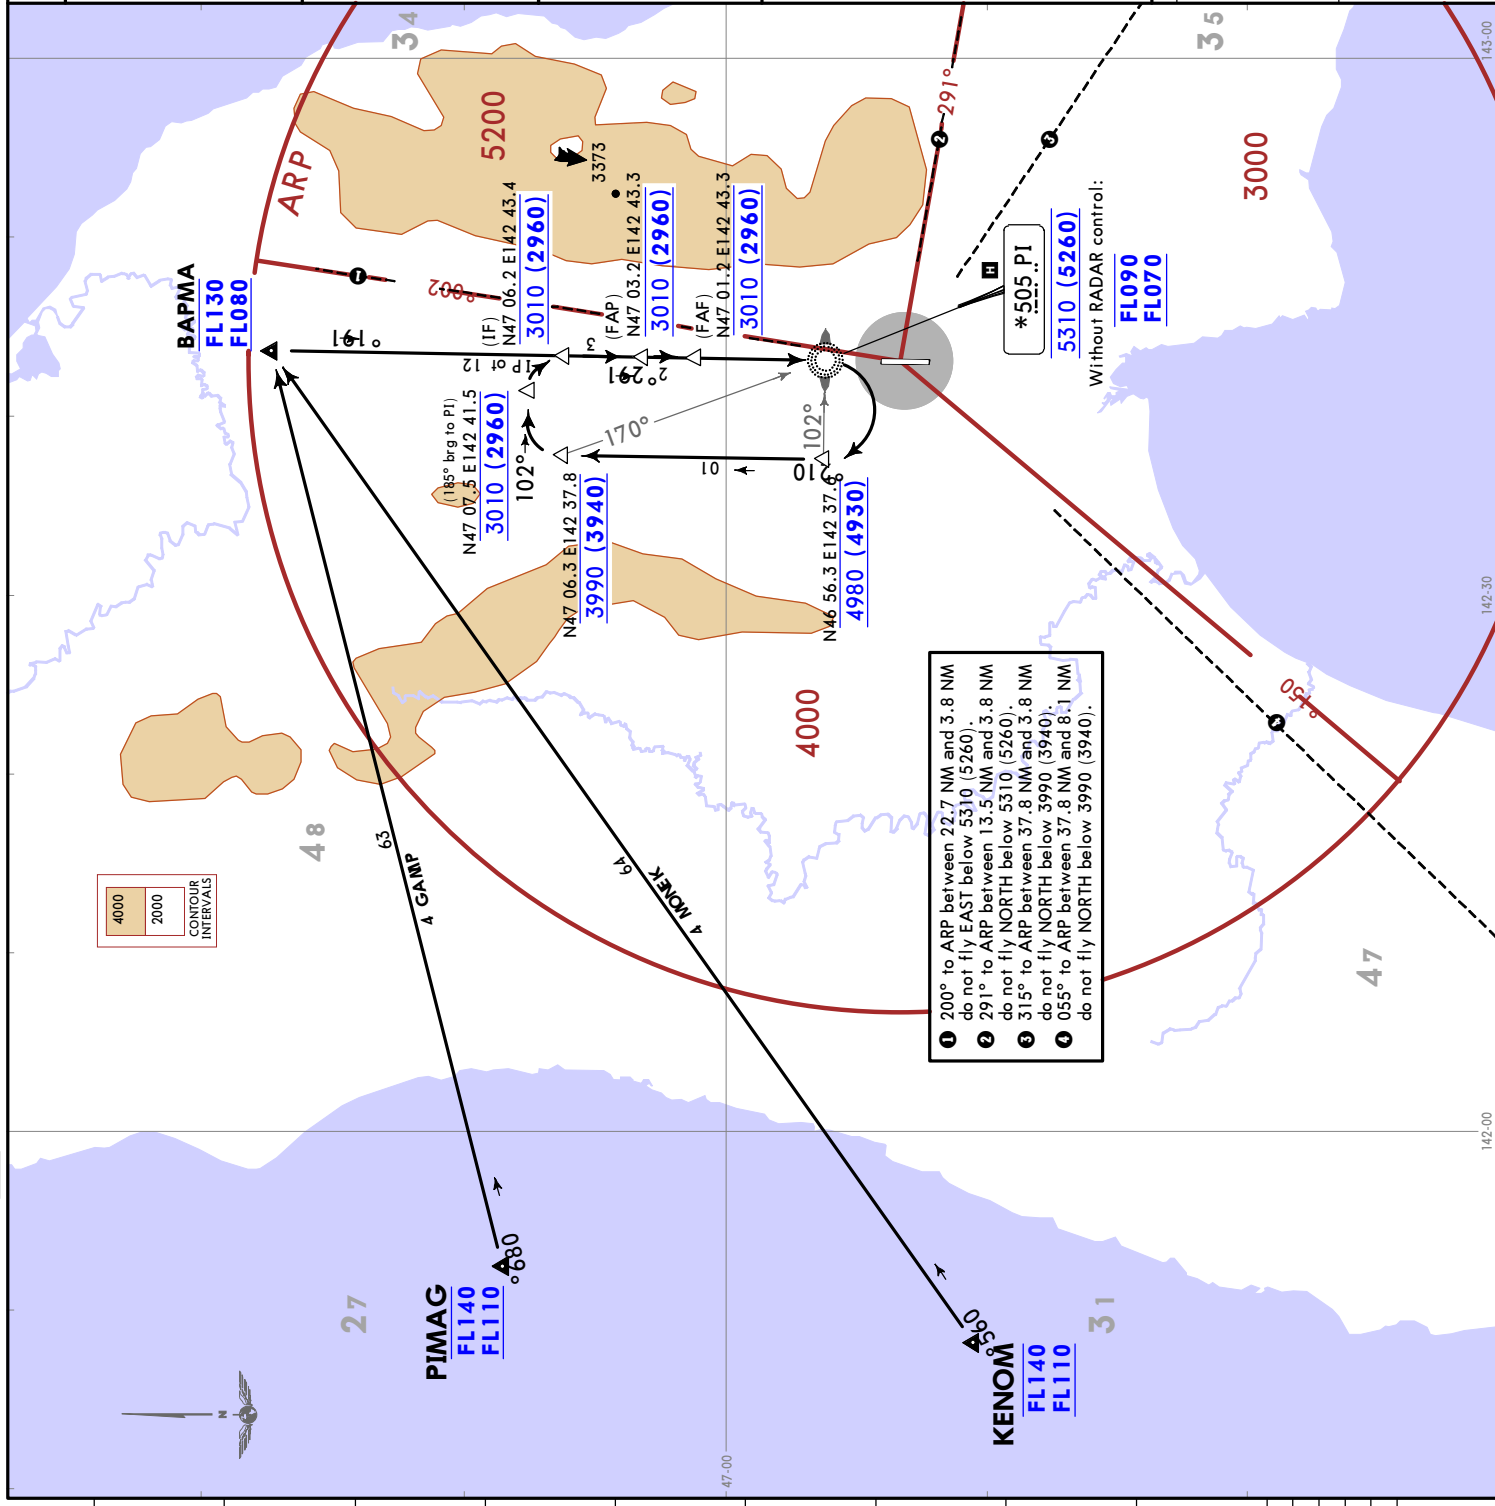 BAPMA
FL130
FL080
ARP
5200
3373
34
35
143-00
(IF)
N47 06.2 E142 43.4
3010 (2960)
(FAP)
N47 03.2 E142 43.3
3010 (2960)
(FAF)
N47 01.2 E142 43.3
3010 (2960)
200°
191°
IP at 12
3
2
191°
291°
170°
102°
102°
(185° brg to PI)
N47 07.5 E142 41.5
3010 (2960)
N47 06.3 E142 37.8
3990 (3940)
10
012
N46 56.3 E142 37.6
4980 (4930)
H
*505 PI
5310 (5260)
Without RADAR control:
FL090
FL070
3000
4000
142-30
050°
1 200° to ARP between 22.7 NM and 3.8 NM
do not fly EAST below 5310 (5260).
2 291° to ARP between 13.5 NM and 3.8 NM
do not fly NORTH below 5310 (5260).
3 315° to ARP between 37.8 NM and 3.8 NM
do not fly NORTH below 3990 (3940).
4 055° to ARP between 37.8 NM and 8.1 NM
do not fly NORTH below 3990 (3940).
48
47
4000
2000
CONTOUR
INTERVALS
63
GAMP 4
64
MONEK 4
142-00
089°
PIMAG
FL140
FL110
27
31
095°
KENOM
FL140
FL110
47-00
N